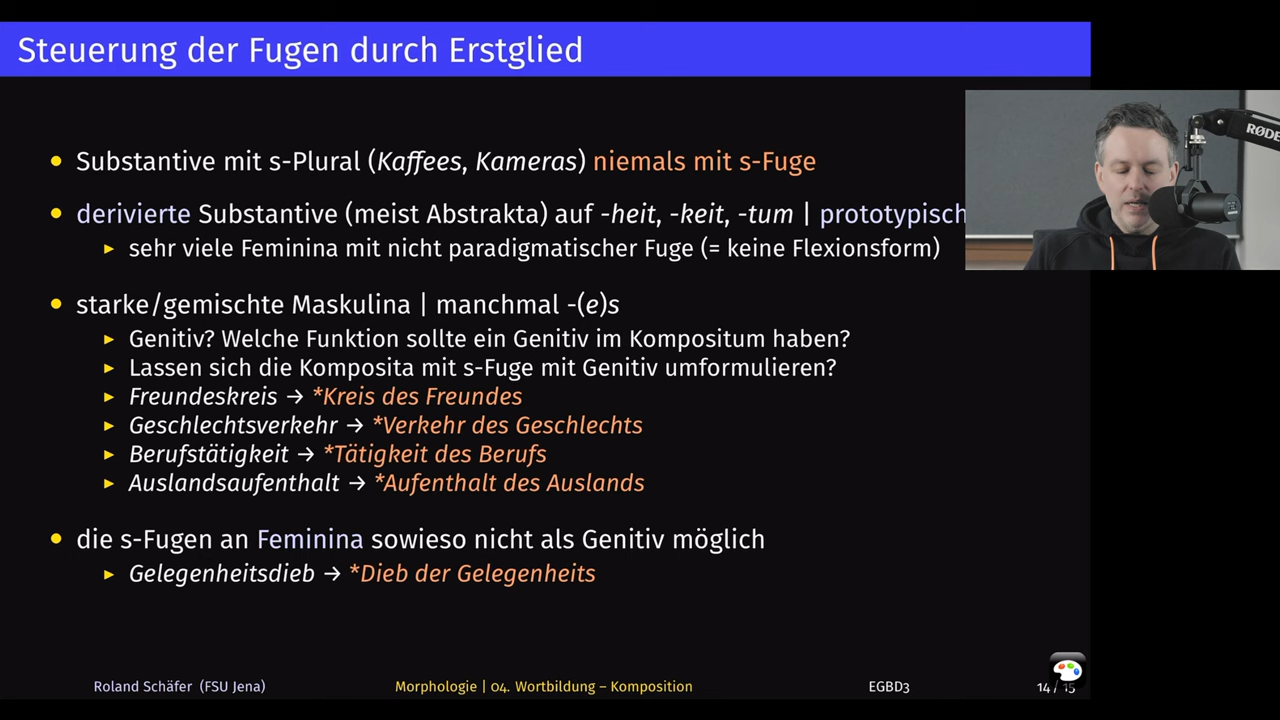 Steuerung der Fugen durch Erstglied
• Substantive mit s-Plural (Kaffees, Kameras) niemals mit s-Fuge
• derivierte Substantive (meist Abstrakta) auf -heit, -keit, -tum | prototypisch
▸ sehr viele Feminina mit nicht paradigmatischer Fuge (= keine Flexionsform)
• starke/gemischte Maskulina | manchmal -(e)s
▸ Genitiv? Welche Funktion sollte ein Genitiv im Kompositum haben?
▸ Lassen sich die Komposita mit s-Fuge mit Genitiv umformulieren?
▸ Freundeskreis → *Kreis des Freundes
▸ Geschlechtsverkehr → *Verkehr des Geschlechts
▸ Berufstätigkeit → *Tätigkeit des Berufs
▸ Auslandsaufenthalt → *Aufenthalt des Auslands
• die s-Fugen an Feminina sowieso nicht als Genitiv möglich
▸ Gelegenheitsdieb → *Dieb der Gelegenheits
RØDE
Roland Schäfer (FSU Jena) Morphologie | 04. Wortbildung – Komposition EGBD3 14 / 15